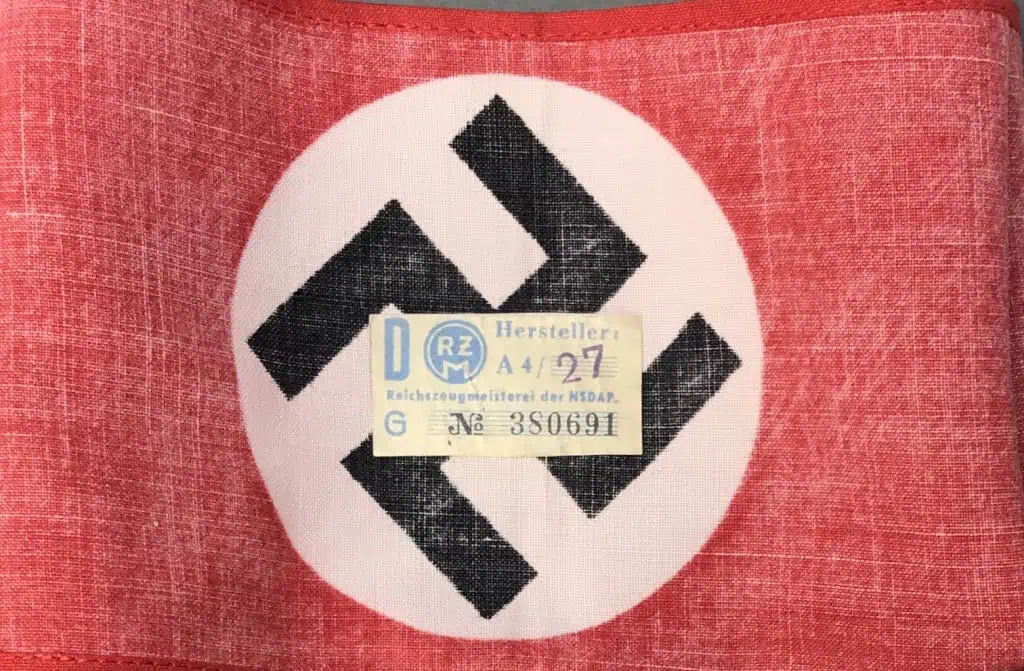 D RZM Hersteller:
A 4/ 27
Reichszeugmeisterei der NSDAP.
G № 380691